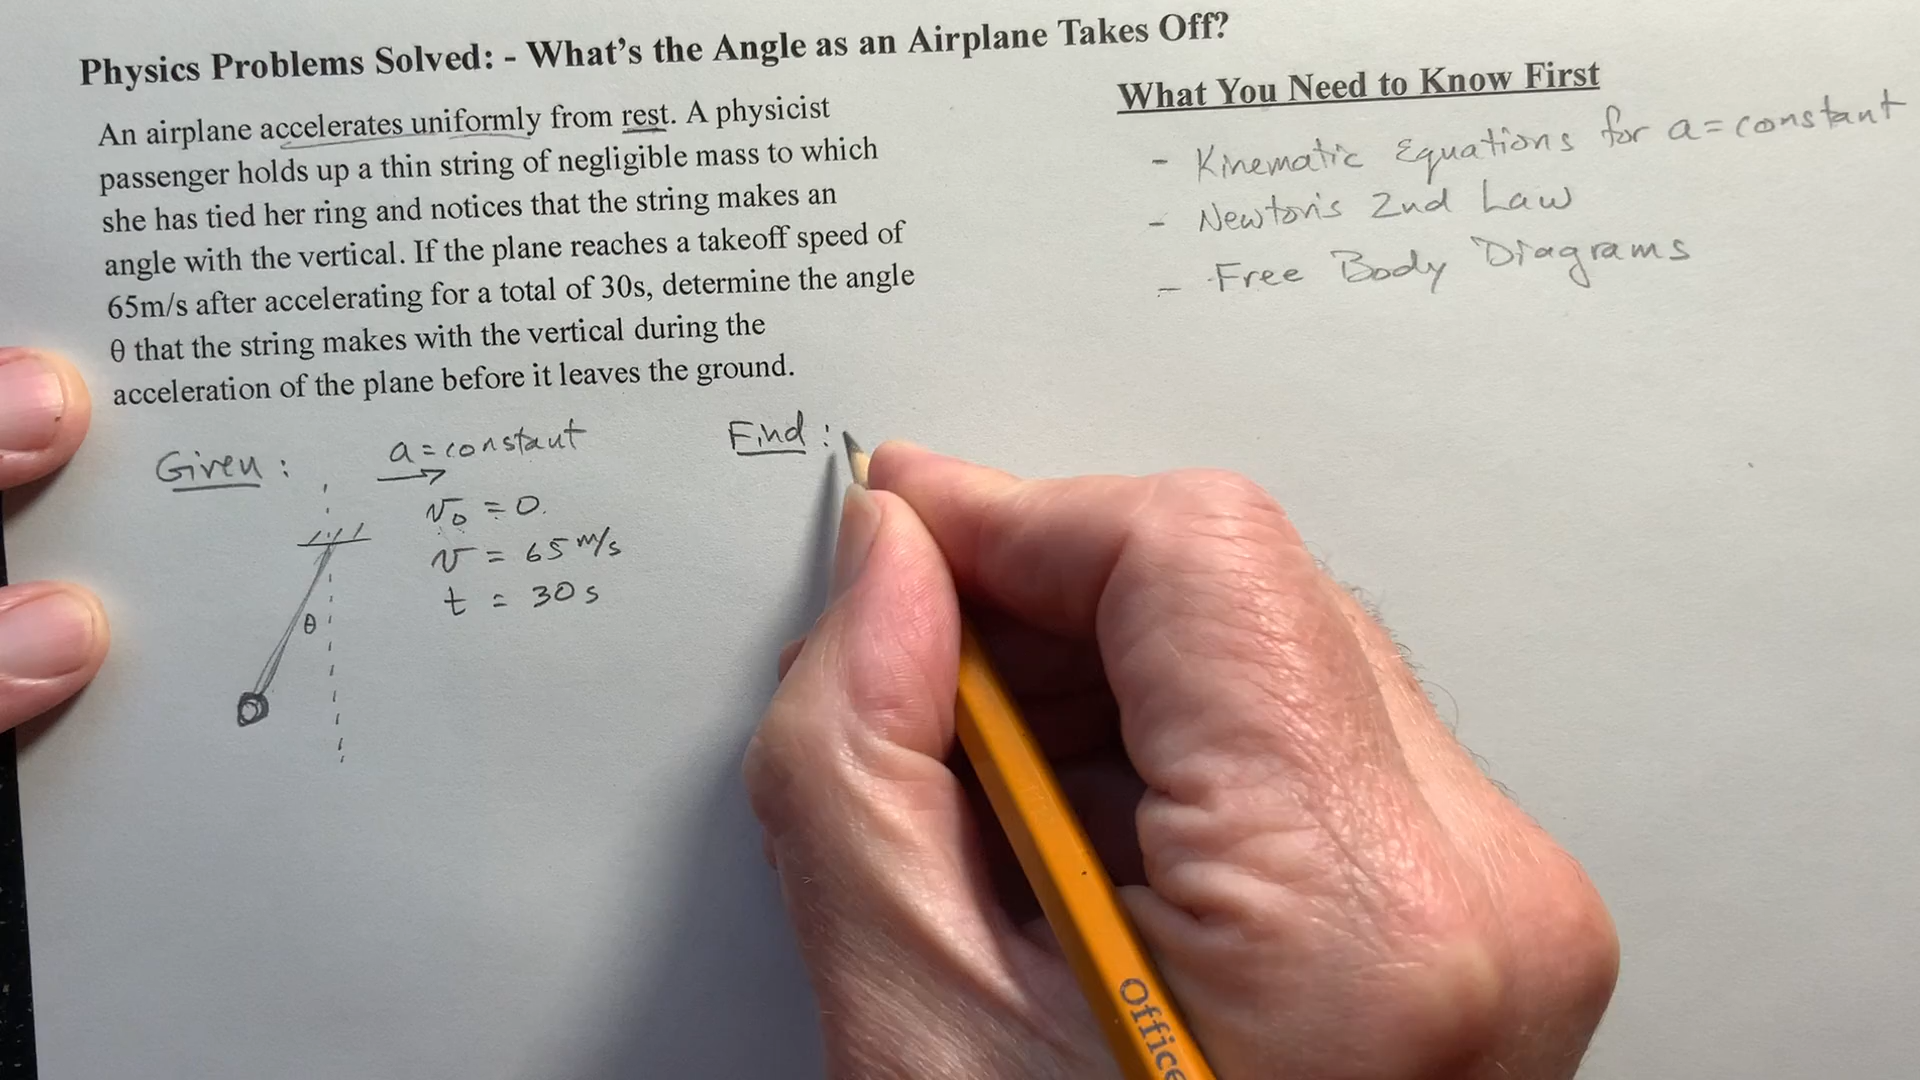 Physics Problems Solved: - What's the Angle as an Airplane Takes Off?
An airplane accelerates uniformly from rest. A physicist
passenger holds up a thin string of negligible mass to which
she has tied her ring and notices that the string makes an
angle with the vertical. If the plane reaches a takeoff speed of
65m/s after accelerating for a total of 30s, determine the angle
θ that the string makes with the vertical during the
acceleration of the plane before it leaves the ground.
What You Need to Know First
- Kinematic Equations for a = constant
- Newton's 2nd Law
- Free Body Diagrams
Given:
a = constant
v₀ = 0.
v = 65 m/s
t = 30 s
θ
Find:
Office